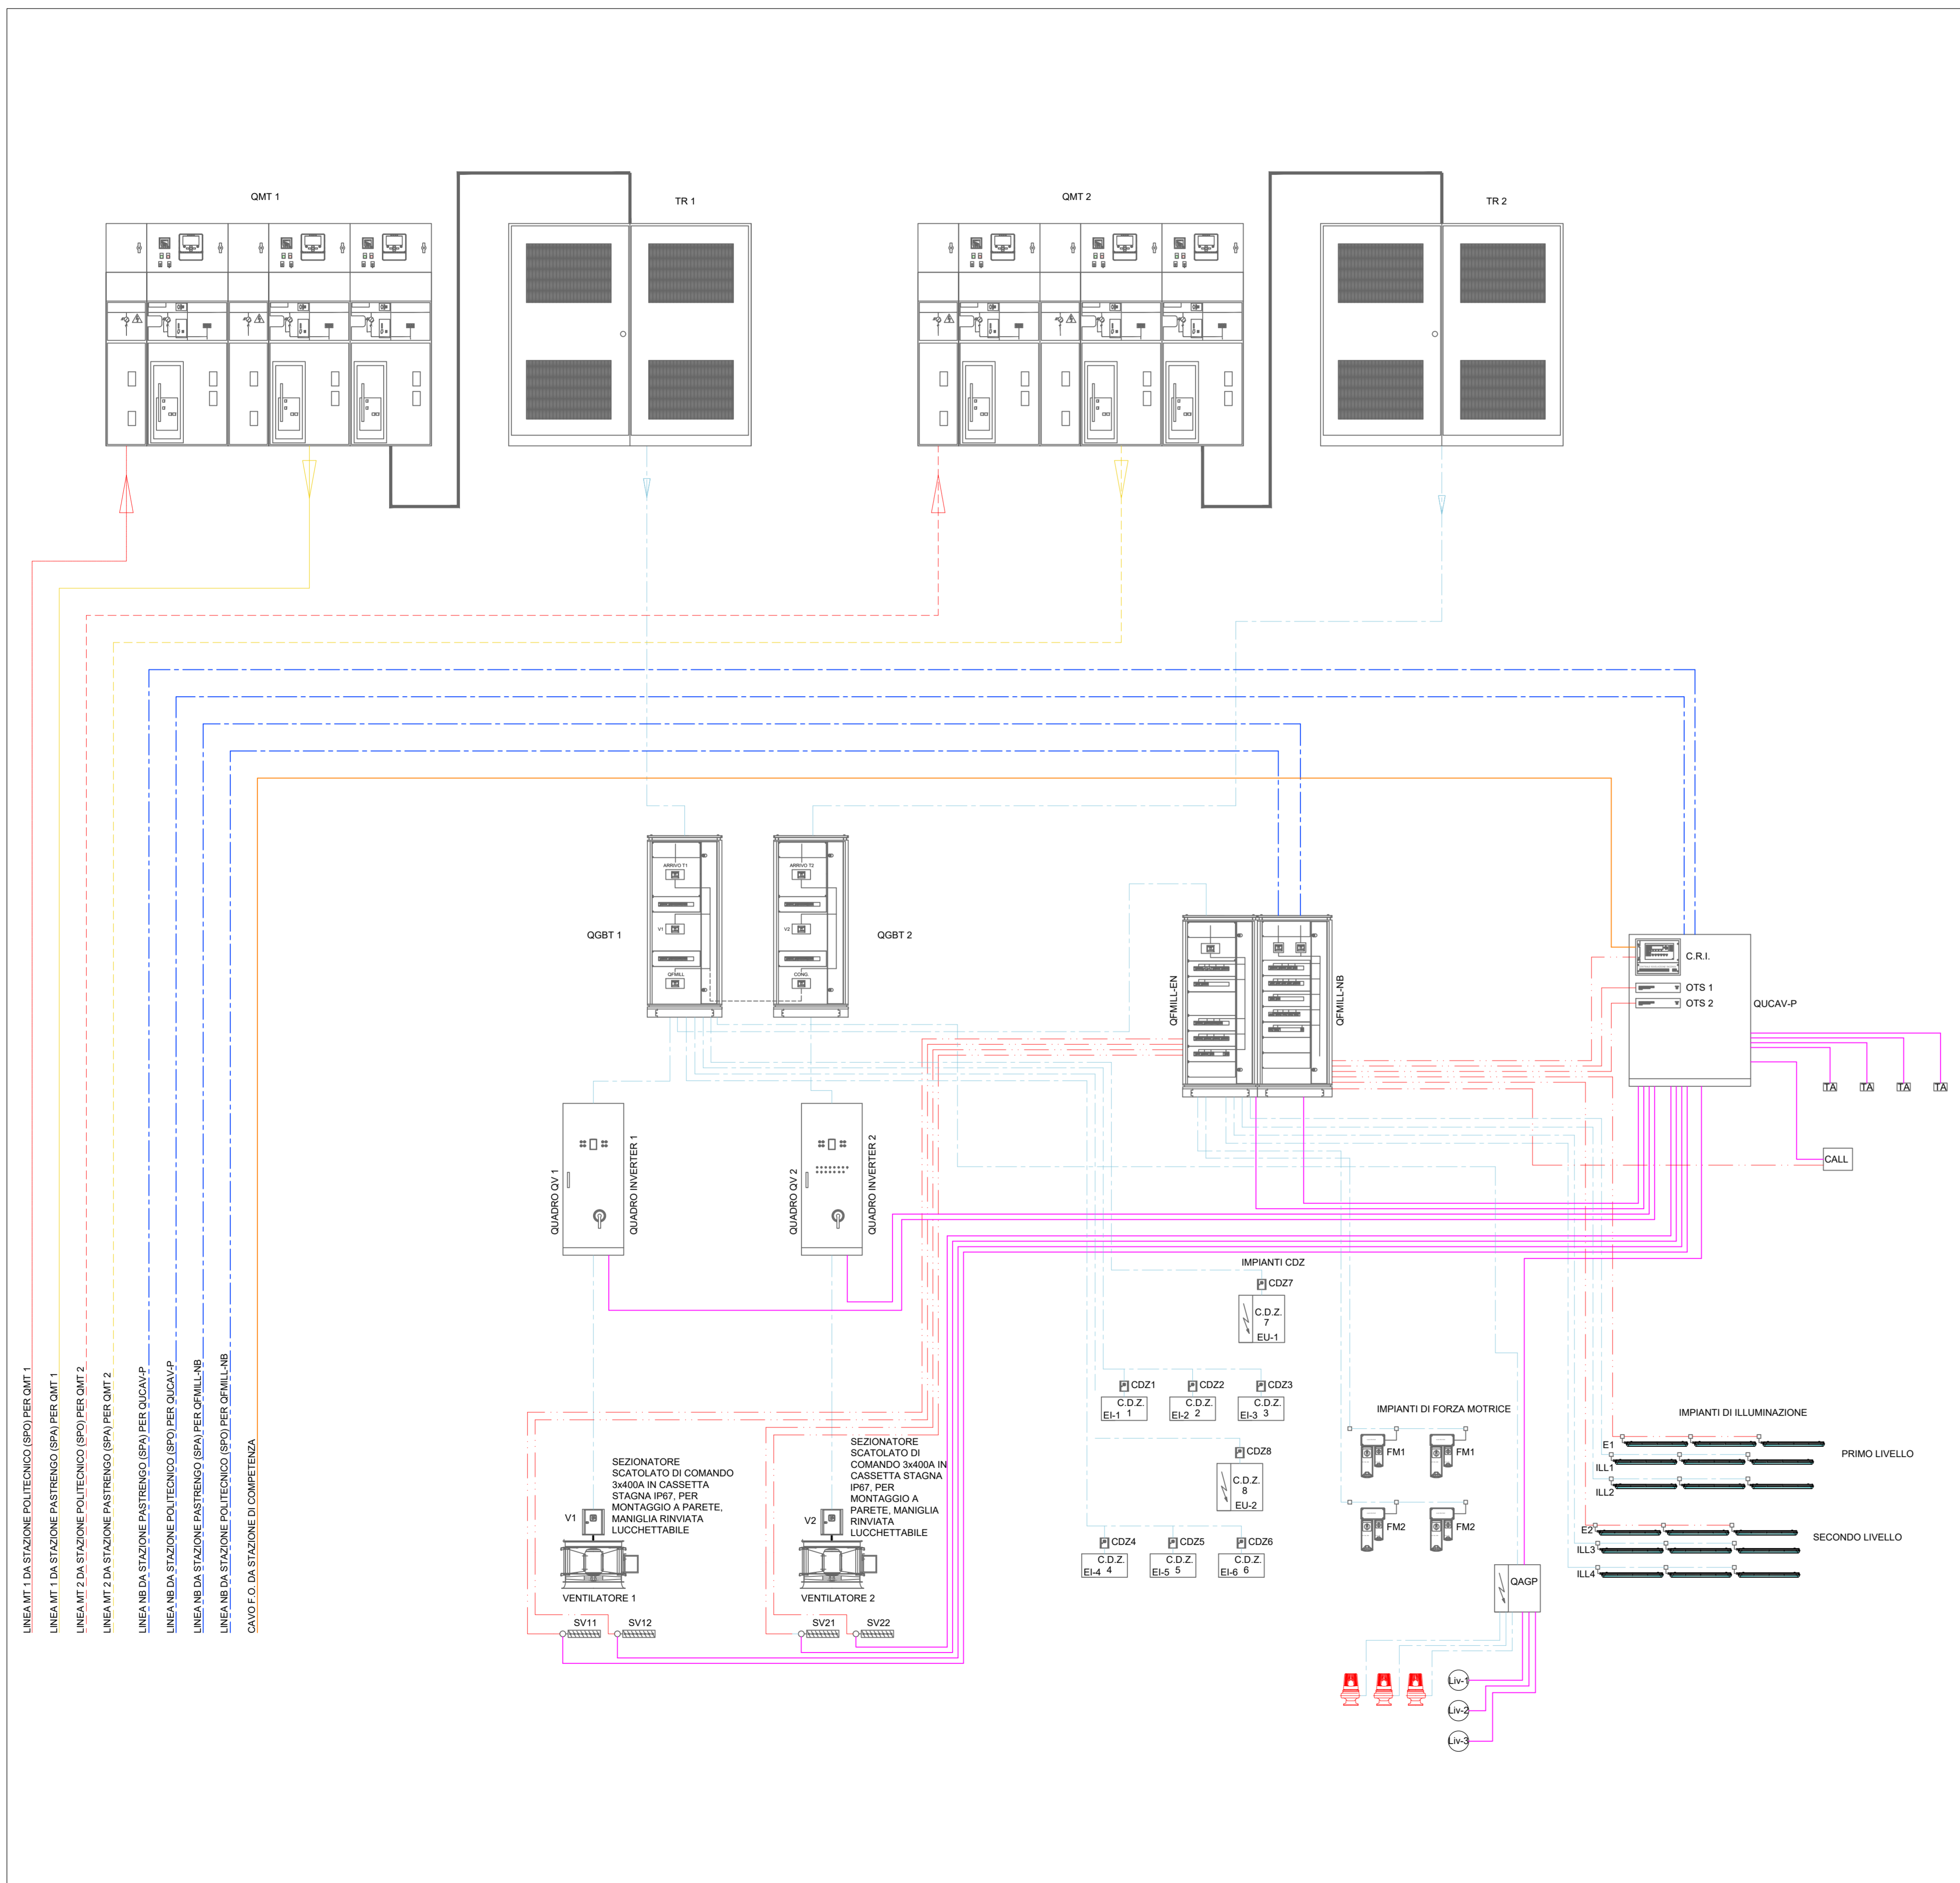 QMT 1
TR 1
QMT 2
TR 2
ARRIVO T1
V1
QFMILL
ARRIVO T2
V2
CONG.
QGBT 1
QGBT 2
QFMILL-EN
QFMILL-NB
C.R.I.
OTS 1
OTS 2
QUCAV-P
TA
TA
TA
TA
CALL
QUADRO QV 1
QUADRO INVERTER 1
QUADRO QV 2
QUADRO INVERTER 2
IMPIANTI CDZ
CDZ7
C.D.Z.
7
EU-1
CDZ1
CDZ2
CDZ3
C.D.Z.
EI-1 1
C.D.Z.
EI-2 2
C.D.Z.
EI-3 3
CDZ8
C.D.Z.
8
EU-2
CDZ4
CDZ5
CDZ6
C.D.Z.
EI-4 4
C.D.Z.
EI-5 5
C.D.Z.
EI-6 6
IMPIANTI DI FORZA MOTRICE
FM1
FM1
FM2
FM2
IMPIANTI DI ILLUMINAZIONE
E1
ILL1
ILL2
PRIMO LIVELLO
E2
ILL3
ILL4
SECONDO LIVELLO
QAGP
Liv-1
Liv-2
Liv-3
SEZIONATORE
SCATOLATO DI COMANDO
3x400A IN CASSETTA
STAGNA IP67, PER
MONTAGGIO A PARETE,
MANIGLIA RINVIATA
LUCCHETTABILE
V1
VENTILATORE 1
SV11
SV12
SEZIONATORE
SCATOLATO DI
COMANDO 3x400A IN
CASSETTA STAGNA
IP67, PER
MONTAGGIO A
PARETE, MANIGLIA
RINVIATA
LUCCHETTABILE
V2
VENTILATORE 2
SV21
SV22
LINEA MT 1 DA STAZIONE POLITECNICO (SPO) PER QMT 1
LINEA MT 1 DA STAZIONE PASTRENGO (SPA) PER QMT 1
LINEA MT 2 DA STAZIONE POLITECNICO (SPO) PER QMT 2
LINEA MT 2 DA STAZIONE PASTRENGO (SPA) PER QMT 2
LINEA NB DA STAZIONE PASTRENGO (SPA) PER QUCAV-P
LINEA NB DA STAZIONE POLITECNICO (SPO) PER QUCAV-P
LINEA NB DA STAZIONE PASTRENGO (SPA) PER QFMILL-NB
LINEA NB DA STAZIONE POLITECNICO (SPO) PER QFMILL-NB
CAVO F.O. DA STAZIONE DI COMPETENZA